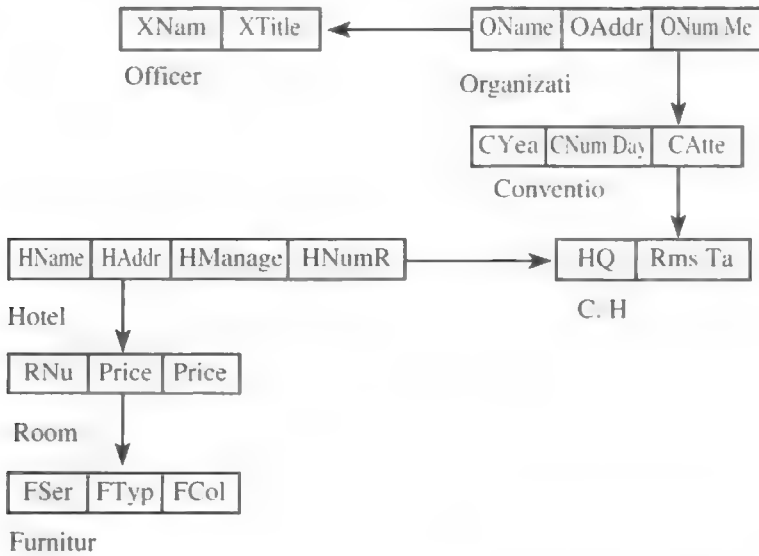 XNam XTitle
OName OAddr ONum Me
Officer
Organizati
CYea CNum Day CAtte
Conventio
HName HAddr HManage HNumR
HQ Rms Ta
C. H
Hotel
RNu Price Price
Room
FSer FTyp FCol
Furnitur